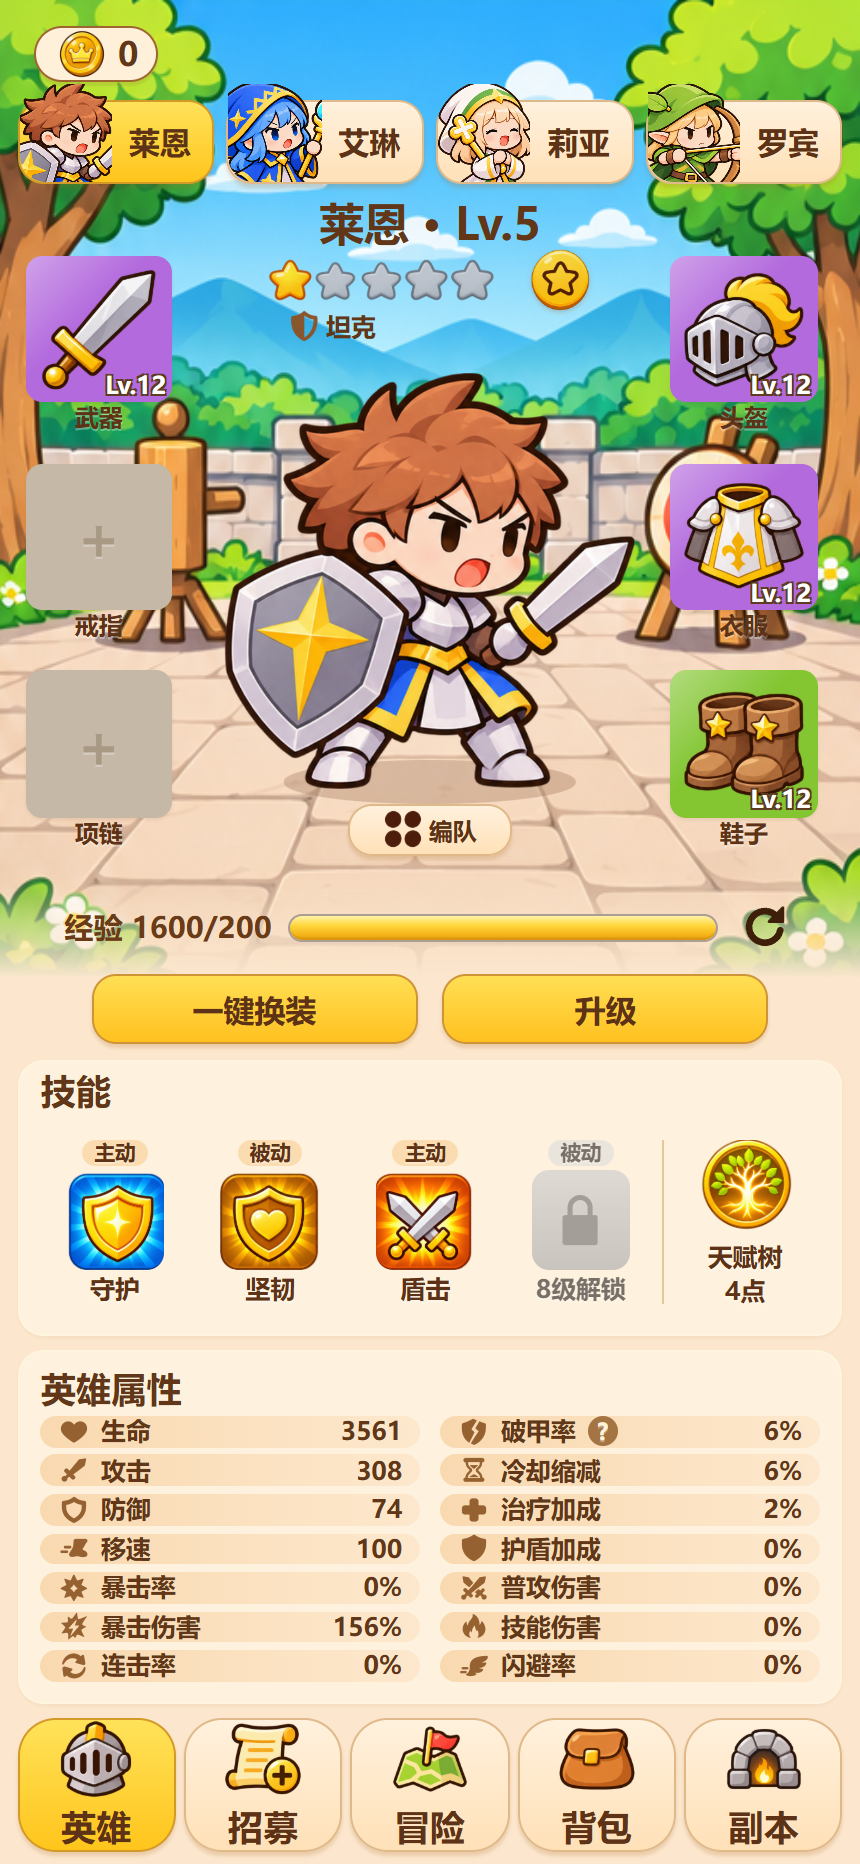 0
莱恩
艾琳
莉亚
罗宾
莱恩·Lv.5
坦克
Lv.12
武器
Lv.12
头盔
+
戒指
Lv.12
衣服
+
项链
Lv.12
鞋子
编队
经验 1600/200
一键换装
升级
技能
主动
被动
主动
被动
守护
坚韧
盾击
8级解锁
天赋树
4点
英雄属性
生命 3561
破甲率 ? 6%
攻击 308
冷却缩减 6%
防御 74
治疗加成 2%
移速 100
护盾加成 0%
暴击率 0%
普攻伤害 0%
暴击伤害 156%
技能伤害 0%
连击率 0%
闪避率 0%
英雄
招募
冒险
背包
副本